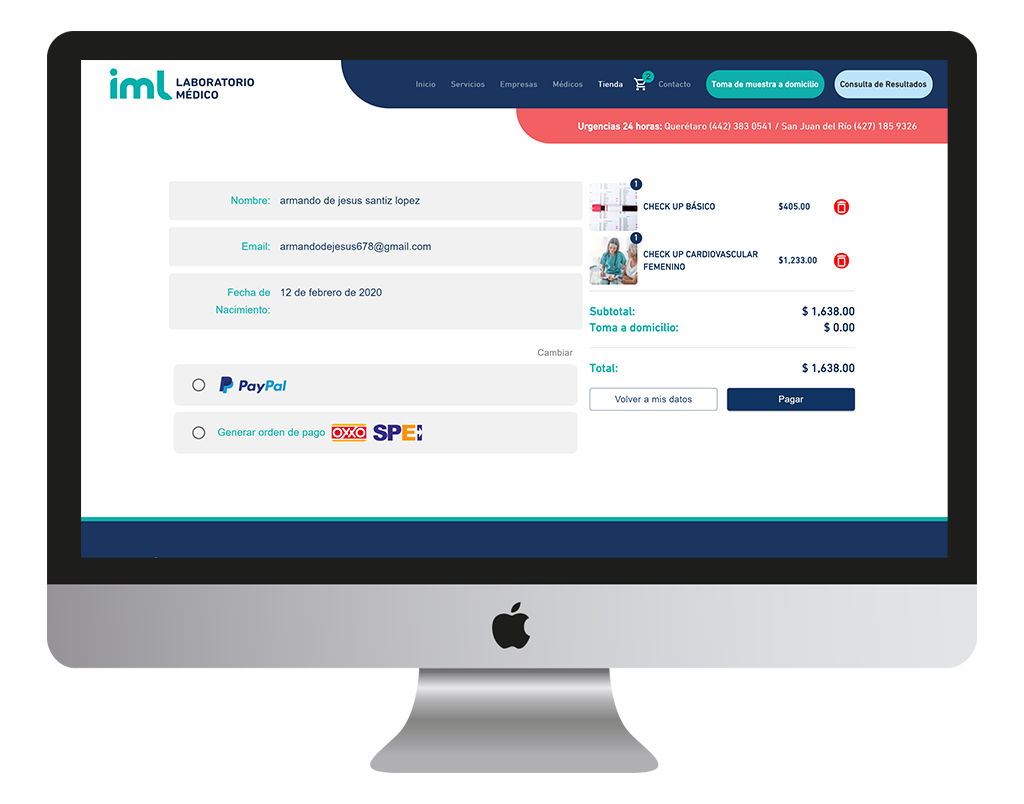 iml LABORATORIO
MÉDICO
Inicio Servicios Empresas Médicos Tienda 2 Contacto Toma de muestra a domicilio Consulta de Resultados
Urgencias 24 horas: Querétaro (442) 383 0541 / San Juan del Río (427) 185 9326
Nombre: armando de jesus santiz lopez
Email: armandodejesus678@gmail.com
Fecha de 12 de febrero de 2020
Nacimiento:
Cambiar
PayPal
Generar orden de pago OXXO SPEI
1
CHECK UP BÁSICO $405.00
1
CHECK UP CARDIOVASCULAR
FEMENINO $1,233.00
Subtotal: $ 1,638.00
Toma a domicilio: $ 0.00
Total: $ 1,638.00
Volver a mis datos Pagar